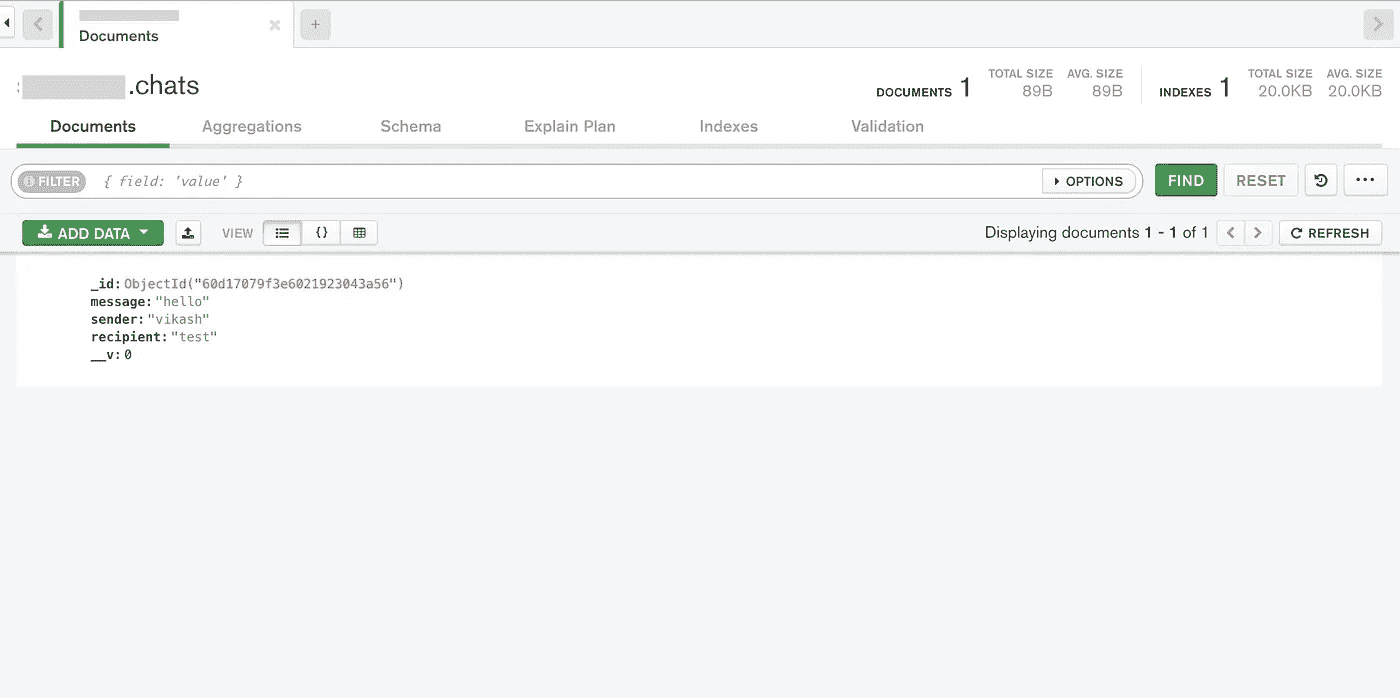 Documents
.chats
DOCUMENTS 1 TOTAL SIZE 89B AVG. SIZE 89B INDEXES 1 TOTAL SIZE 20.0KB AVG. SIZE 20.0KB
Documents Aggregations Schema Explain Plan Indexes Validation
FILTER { field: 'value' } OPTIONS FIND RESET
ADD DATA VIEW {} Displaying documents 1 - 1 of 1 REFRESH
_id: ObjectId("60d17079f3e6021923043a56")
message: "hello"
sender: "vikash"
recipient: "test"
__v: 0